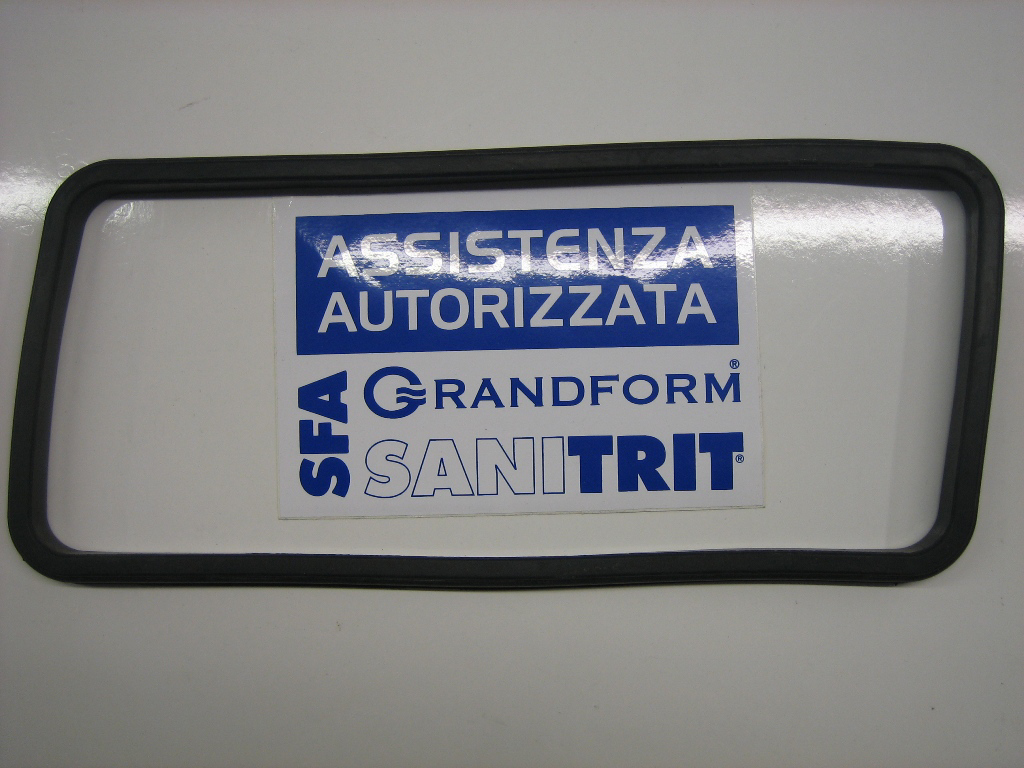 ASSISTENZA
AUTORIZZATA
SFA
GRANDFORM®
SANITRIT®